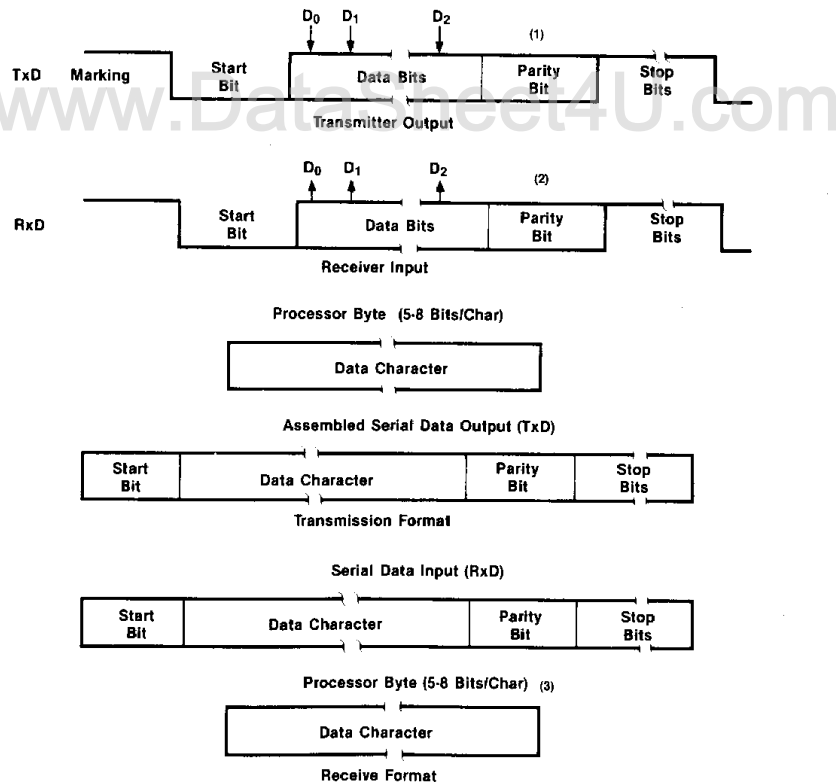 D0 D1 D2 (1)
TxD Marking Start Bit Data Bits Parity Bit Stop Bits
www.DataSheet4U.com
Transmitter Output
D0 D1 D2 (2)
RxD Start Bit Data Bits Parity Bit Stop Bits
Receiver Input
Processor Byte (5-8 Bits/Char)
Data Character
Assembled Serial Data Output (TxD)
Start Bit Data Character Parity Bit Stop Bits
Transmission Format
Serial Data Input (RxD)
Start Bit Data Character Parity Bit Stop Bits
Processor Byte (5-8 Bits/Char) (3)
Data Character
Receive Format